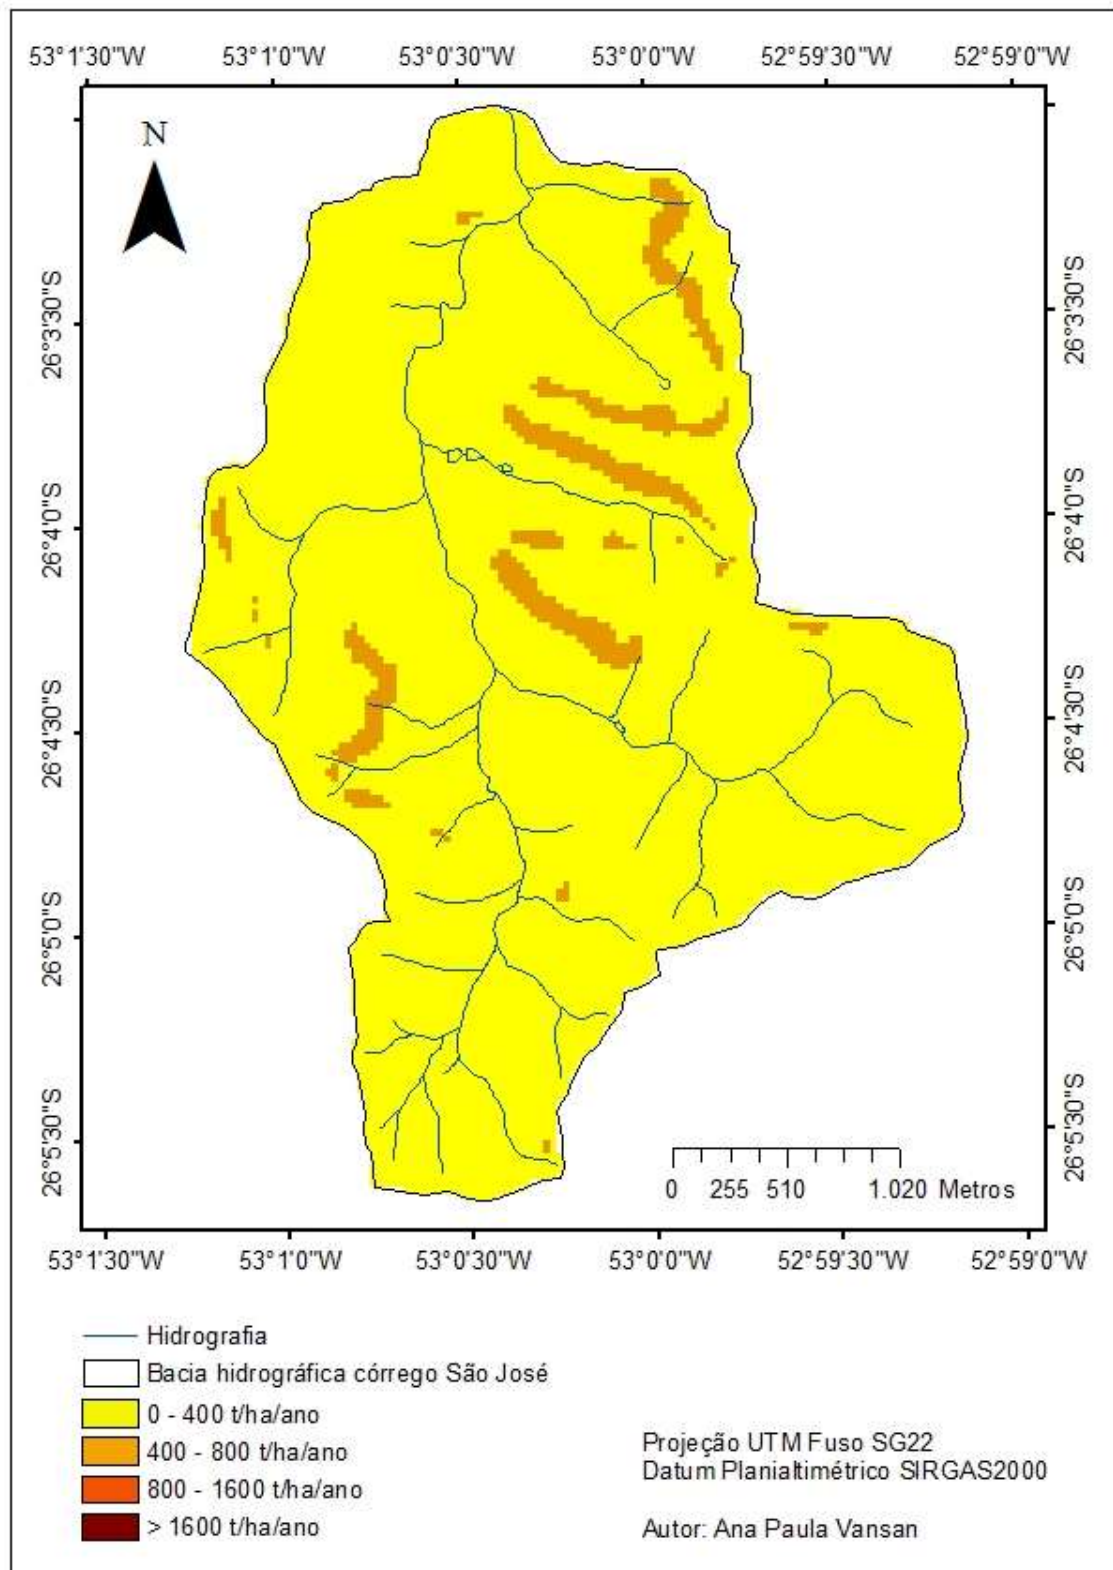 53°1'30"W 53°1'0"W 53°0'30"W 53°0'0"W 52°59'30"W 52°59'0"W
N
26°3'30"S 26°3'30"S
26°4'0"S 26°4'0"S
26°4'30"S 26°4'30"S
26°5'0"S 26°5'0"S
26°5'30"S 26°5'30"S
0 255 510 1.020 Metros
53°1'30"W 53°1'0"W 53°0'30"W 53°0'0"W 52°59'30"W 52°59'0"W
Hidrografia
Bacia hidrográfica córrego São José
0 - 400 t/ha/ano
400 - 800 t/ha/ano
800 - 1600 t/ha/ano
> 1600 t/ha/ano
Projeção UTM Fuso SG22
Datum Planialtimétrico SIRGAS2000
Autor: Ana Paula Vansan